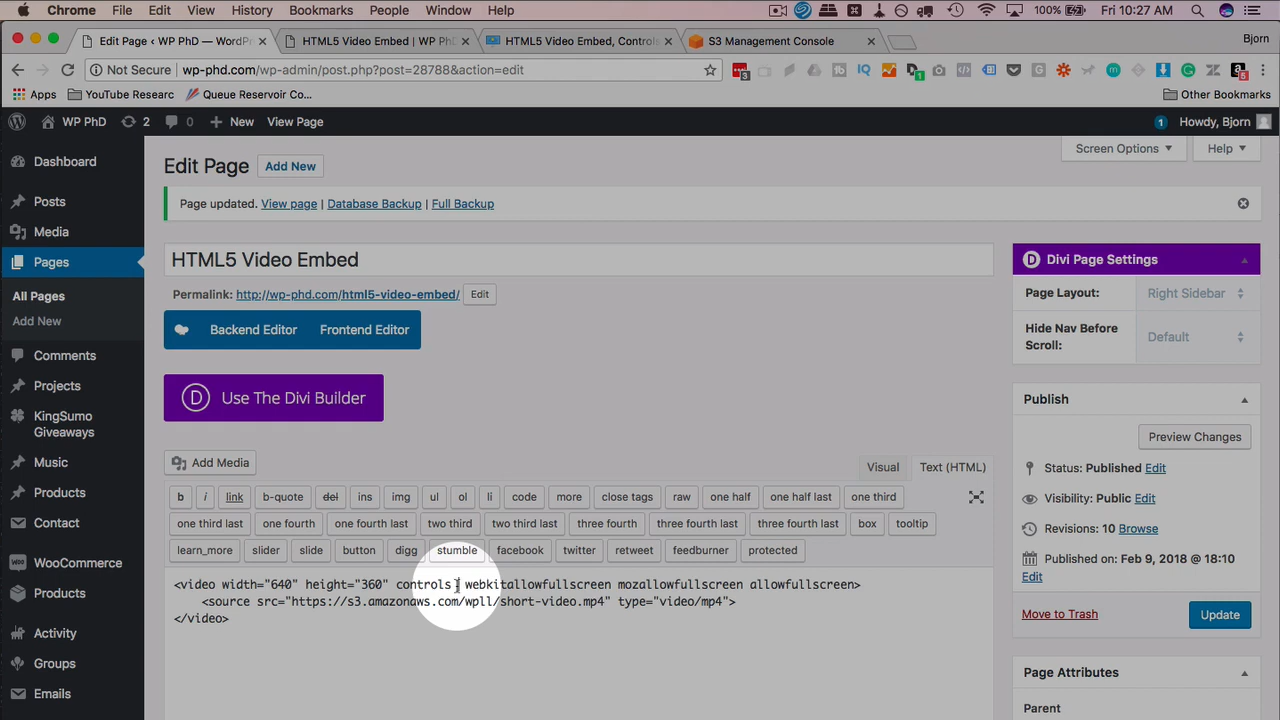 Chrome File Edit View History Bookmarks People Window Help 100% Fri 10:27 AM
Edit Page ‹ WP PhD — WordPr HTML5 Video Embed | WP PhD HTML5 Video Embed, Controls S3 Management Console Bjorn
Not Secure wp-phd.com/wp-admin/post.php?post=28788&action=edit
Apps YouTube Researc Queue Reservoir Co... Other Bookmarks
WP PhD 2 0 New View Page 1 Howdy, Bjorn
Dashboard
Posts
Media
Pages
All Pages
Add New
Comments
Projects
KingSumo
Giveaways
Music
Products
Contact
WooCommerce
Products
Activity
Groups
Emails
Screen Options Help
Edit Page Add New
Page updated. View page | Database Backup | Full Backup
HTML5 Video Embed
Permalink: http://wp-phd.com/html5-video-embed/ Edit
Backend Editor Frontend Editor
D Use The Divi Builder
Add Media Visual Text (HTML)
b i link b-quote del ins img ul ol li code more close tags raw one half one half last one third
one third last one fourth one fourth last two third two third last three fourth three fourth last three fourth last box tooltip
learn_more slider slide button digg stumble facebook twitter retweet feedburner protected
<video width="640" height="360" controls webkitallowfullscreen mozallowfullscreen allowfullscreen>
<source src="https://s3.amazonaws.com/wpll/short-video.mp4" type="video/mp4">
</video>
D Divi Page Settings
Page Layout: Right Sidebar
Hide Nav Before
Scroll: Default
Publish
Preview Changes
Status: Published Edit
Visibility: Public Edit
Revisions: 10 Browse
Published on: Feb 9, 2018 @ 18:10
Edit
Move to Trash Update
Page Attributes
Parent